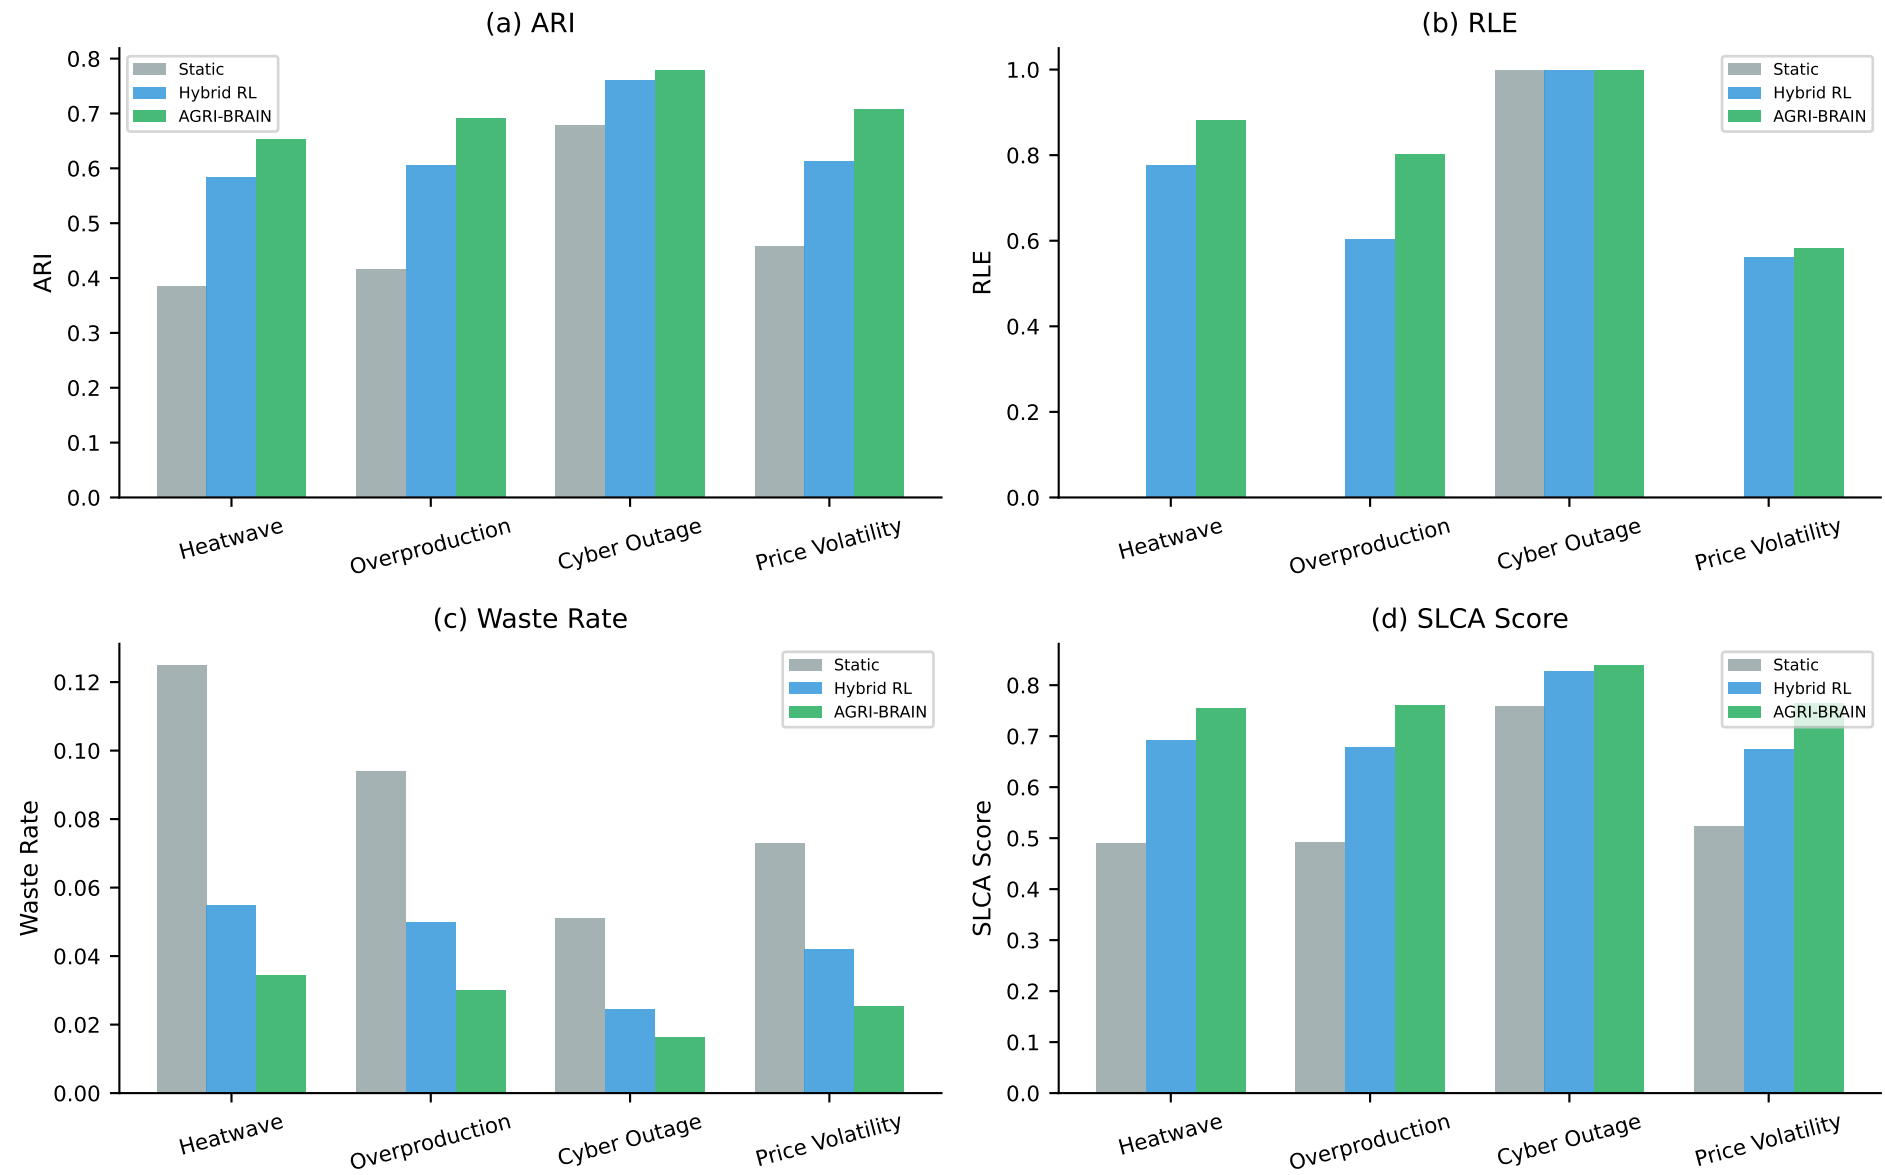 (a) ARI
ARI
0.8
0.7
0.6
0.5
0.4
0.3
0.2
0.1
0.0
Static
Hybrid RL
AGRI-BRAIN
Heatwave
Overproduction
Cyber Outage
Price Volatility
(b) RLE
RLE
1.0
0.8
0.6
0.4
0.2
0.0
Static
Hybrid RL
AGRI-BRAIN
Heatwave
Overproduction
Cyber Outage
Price Volatility
(c) Waste Rate
Waste Rate
0.12
0.10
0.08
0.06
0.04
0.02
0.00
Static
Hybrid RL
AGRI-BRAIN
Heatwave
Overproduction
Cyber Outage
Price Volatility
(d) SLCA Score
SLCA Score
0.8
0.7
0.6
0.5
0.4
0.3
0.2
0.1
0.0
Static
Hybrid RL
AGRI-BRAIN
Heatwave
Overproduction
Cyber Outage
Price Volatility